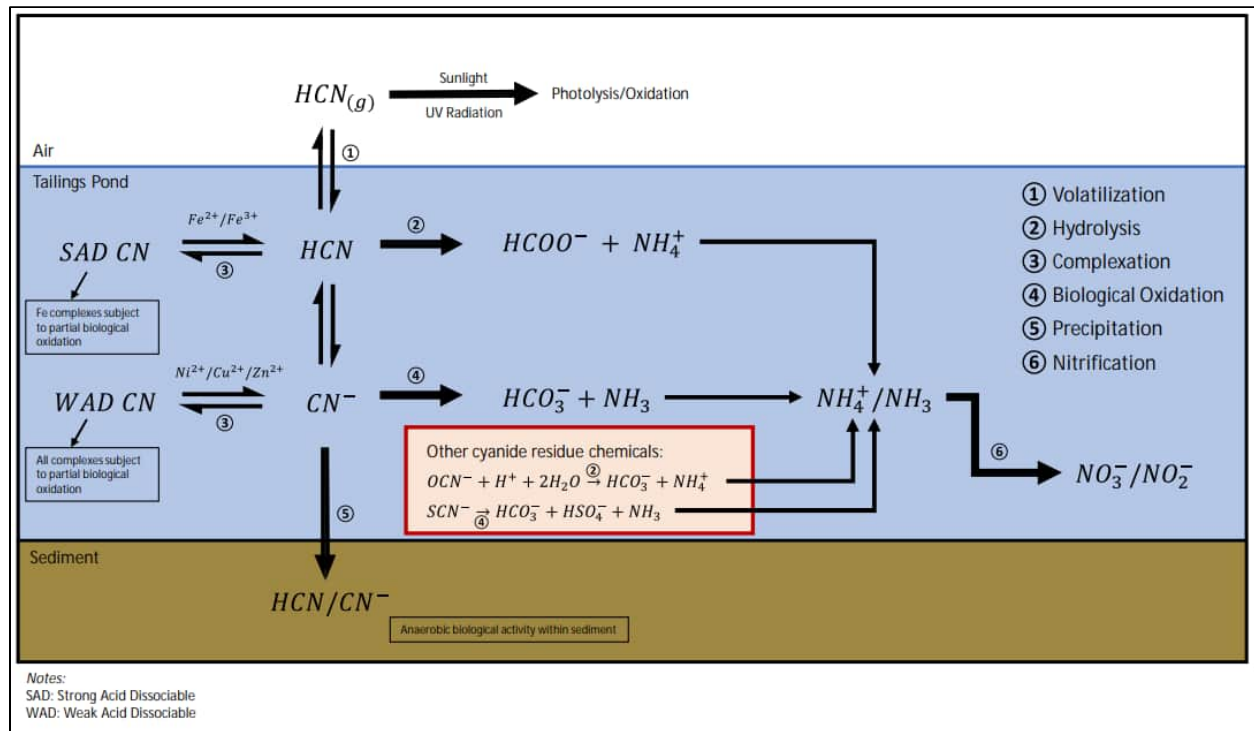 Sunlight
HCN(g)
Photolysis/Oxidation
UV Radiation
①
Air
Tailings Pond
① Volatilization
② Hydrolysis
③ Complexation
④ Biological Oxidation
⑤ Precipitation
⑥ Nitrification
Fe²⁺/Fe³⁺
②
SAD CN
HCN
HCOO⁻ + NH₄⁺
③
Fe complexes subject
to partial biological
oxidation
Ni²⁺/Cu²⁺/Zn²⁺
④
WAD CN
CN⁻
HCO₃⁻ + NH₃
NH₄⁺/NH₃
③
All complexes subject
to partial biological
oxidation
Other cyanide residue chemicals:
OCN⁻ + H⁺ + 2H₂O →② HCO₃⁻ + NH₄⁺
SCN⁻ →④ HCO₃⁻ + HSO₄⁻ + NH₃
⑥
NO₃⁻/NO₂⁻
⑤
Sediment
HCN/CN⁻
Anaerobic biological activity within sediment
Notes:
SAD: Strong Acid Dissociable
WAD: Weak Acid Dissociable